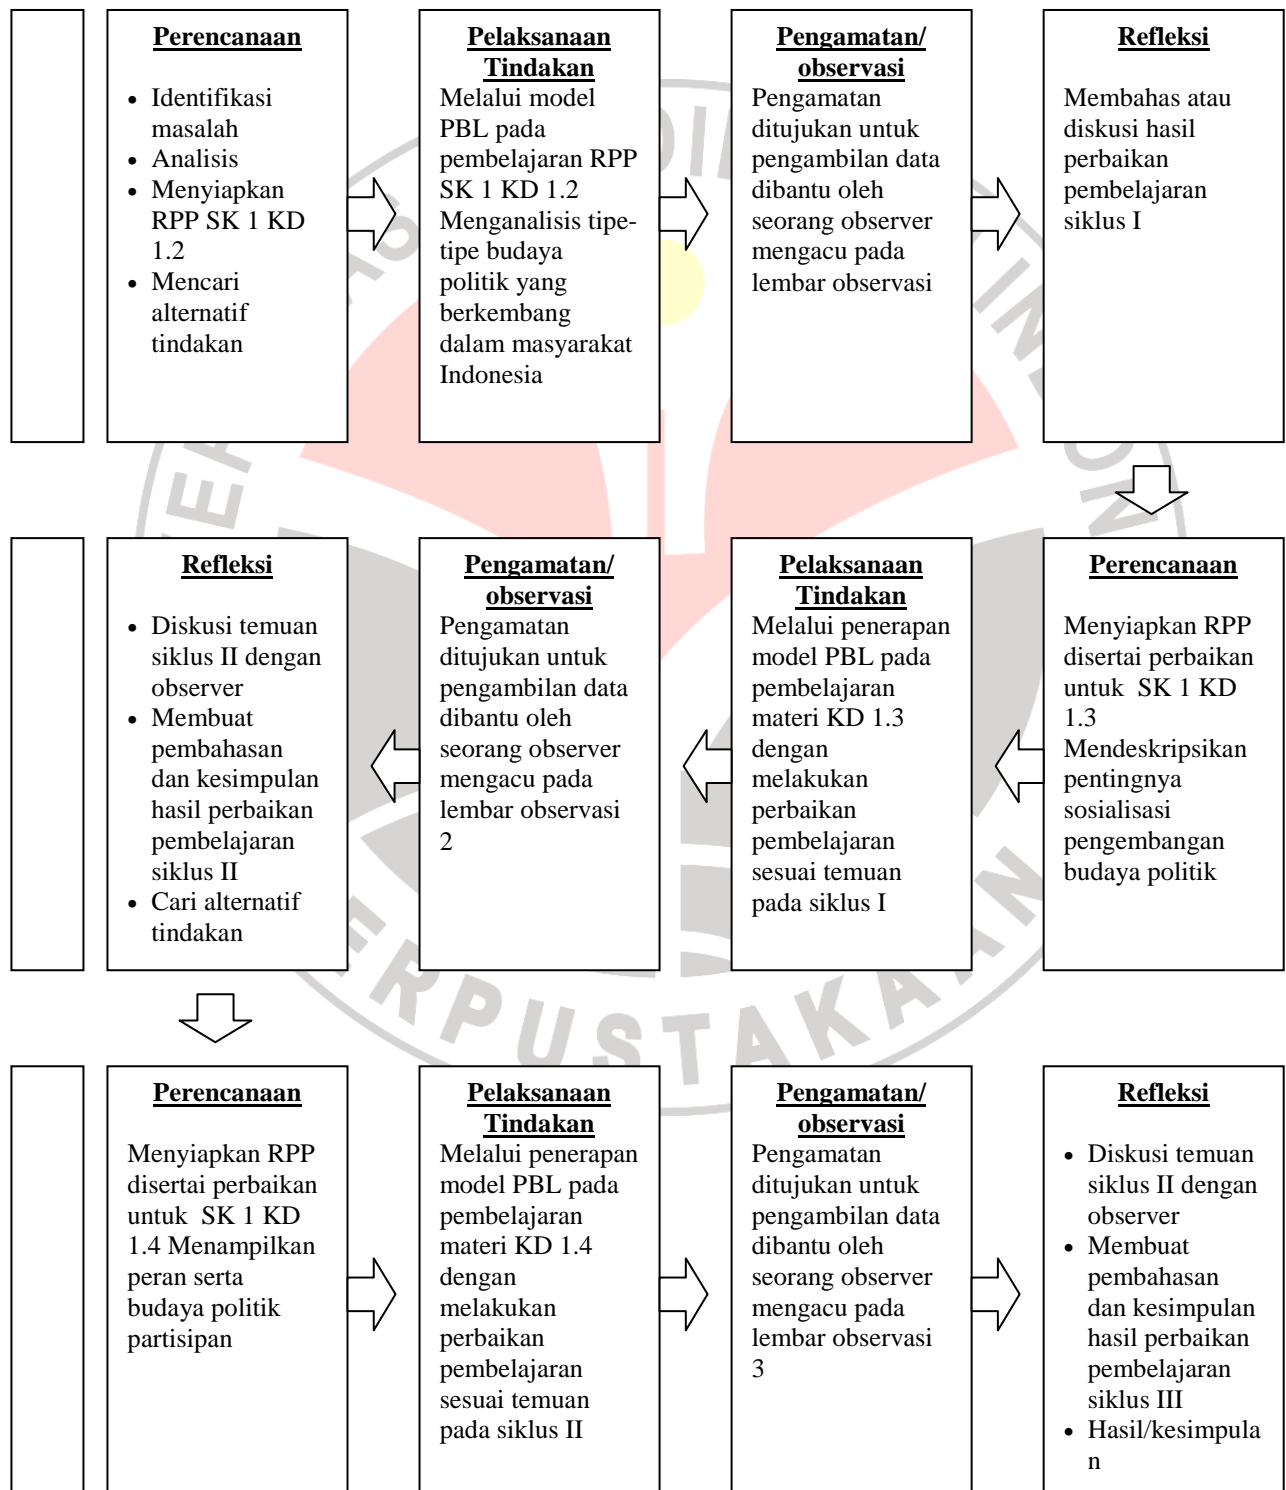 Perencanaan
• Identifikasi
masalah
• Analisis
• Menyiapkan
RPP SK 1 KD
1.2
• Mencari
alternatif
tindakan
Pelaksanaan
Tindakan
Melalui model
PBL pada
pembelajaran RPP
SK 1 KD 1.2
Menganalisis tipe-
tipe budaya
politik yang
berkembang
dalam masyarakat
Indonesia
Pengamatan/
observasi
Pengamatan
ditujukan untuk
pengambilan data
dibantu oleh
seorang observer
mengacu pada
lembar observasi
Refleksi
Membahas atau
diskusi hasil
perbaikan
pembelajaran
siklus I
Perencanaan
Menyiapkan RPP
disertai perbaikan
untuk  SK 1 KD
1.3
Mendeskripsikan
pentingnya
sosialisasi
pengembangan
budaya politik
Pelaksanaan
Tindakan
Melalui penerapan
model PBL pada
pembelajaran
materi KD 1.3
dengan
melakukan
perbaikan
pembelajaran
sesuai temuan
pada siklus I
Pengamatan/
observasi
Pengamatan
ditujukan untuk
pengambilan data
dibantu oleh
seorang observer
mengacu pada
lembar observasi
2
Refleksi
• Diskusi temuan
siklus II dengan
observer
• Membuat
pembahasan
dan kesimpulan
hasil perbaikan
pembelajaran
siklus II
• Cari alternatif
tindakan
Perencanaan
Menyiapkan RPP
disertai perbaikan
untuk  SK 1 KD
1.4 Menampilkan
peran serta
budaya politik
partisipan
Pelaksanaan
Tindakan
Melalui penerapan
model PBL pada
pembelajaran
materi KD 1.4
dengan
melakukan
perbaikan
pembelajaran
sesuai temuan
pada siklus II
Pengamatan/
observasi
Pengamatan
ditujukan untuk
pengambilan data
dibantu oleh
seorang observer
mengacu pada
lembar observasi
3
Refleksi
• Diskusi temuan
siklus II dengan
observer
• Membuat
pembahasan
dan kesimpulan
hasil perbaikan
pembelajaran
siklus III
• Hasil/kesimpula
n